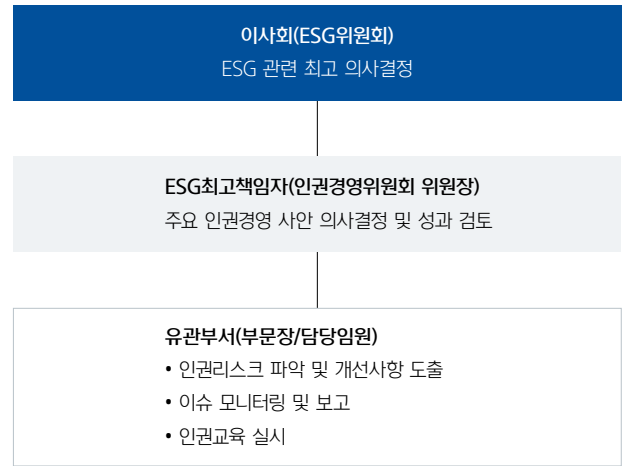 이사회(ESG위원회)
ESG 관련 최고 의사결정
ESG최고책임자(인권경영위원회 위원장)
주요 인권경영 사안 의사결정 및 성과 검토
유관부서(부문장/담당임원)
• 인권리스크 파악 및 개선사항 도출
• 이슈 모니터링 및 보고
• 인권교육 실시